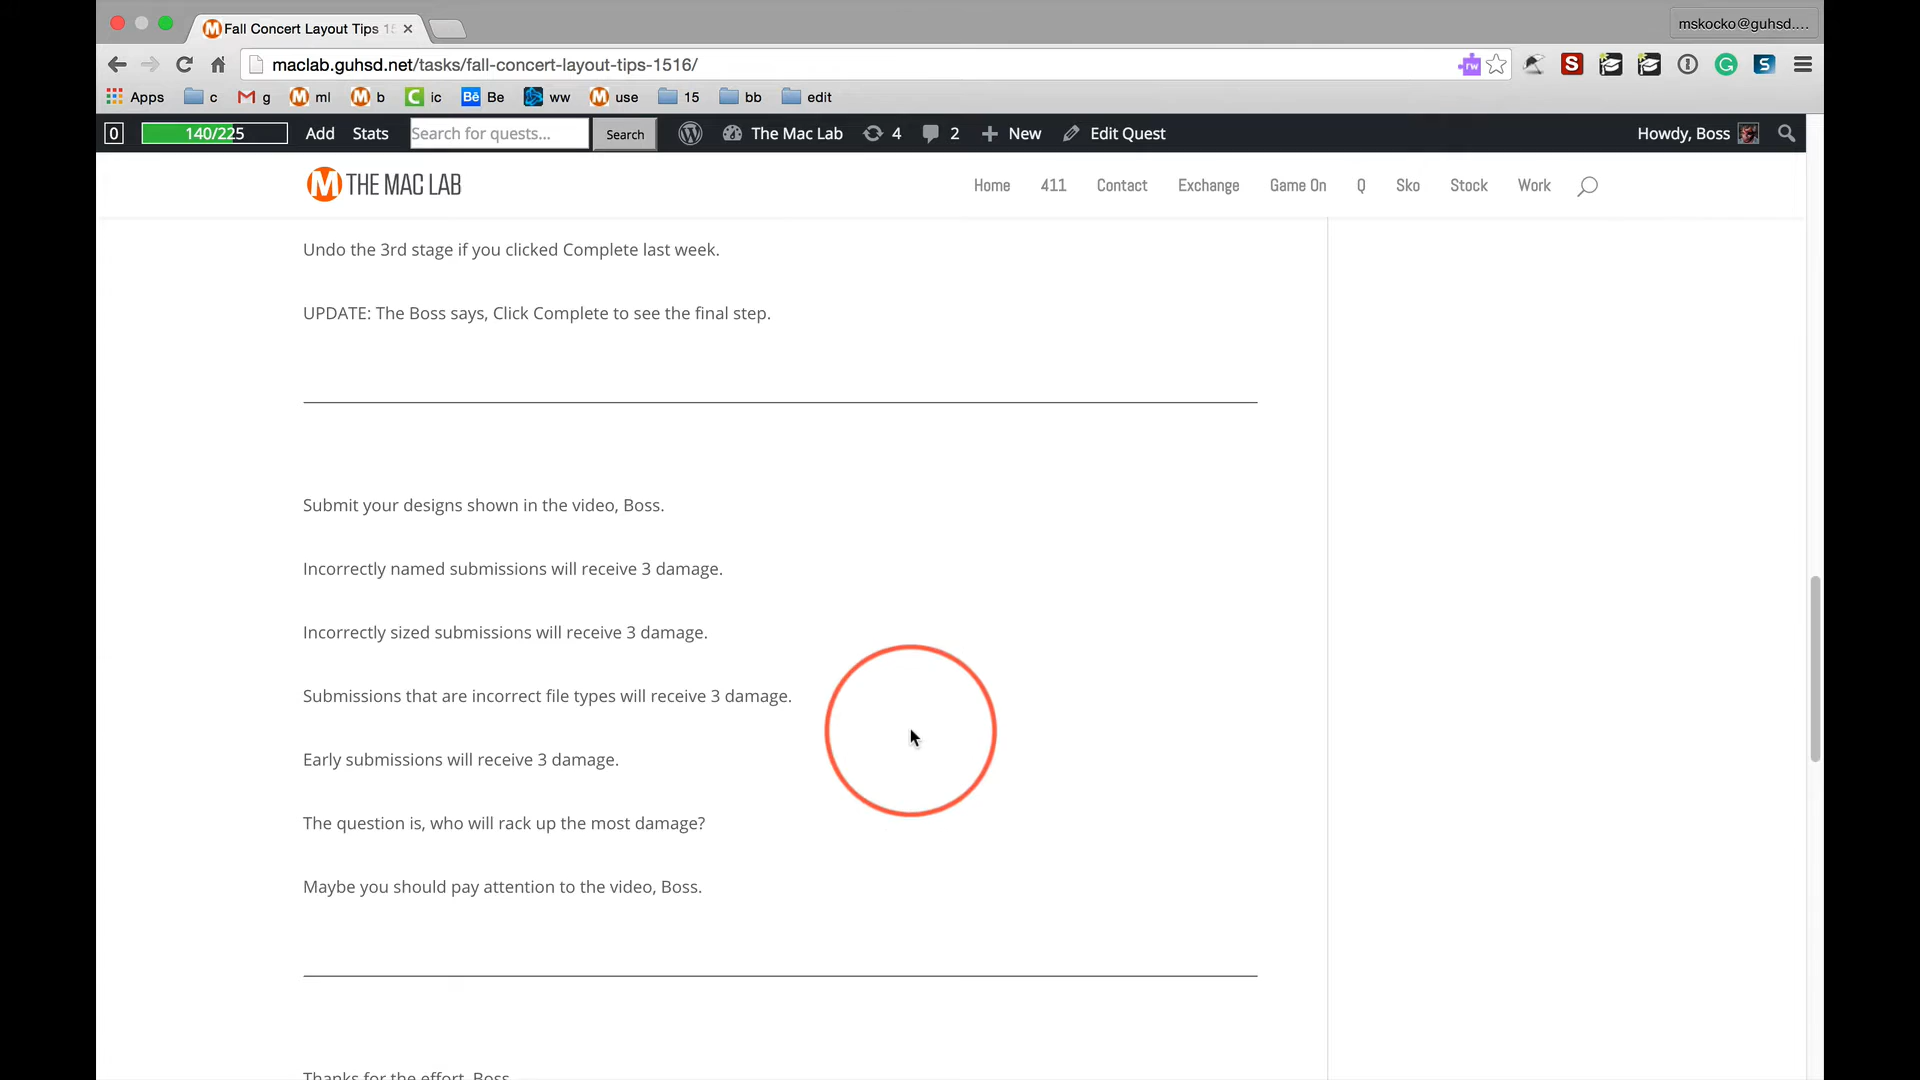 Fall Concert Layout Tips 15
mskocko@guhsd....
maclab.guhsd.net/tasks/fall-concert-layout-tips-1516/
Apps c g ml b ic Be ww use 15 bb edit
0 140/225 Add Stats Search for quests... Search The Mac Lab 4 2 New Edit Quest Howdy, Boss
M THE MAC LAB
Home 411 Contact Exchange Game On Q Sko Stock Work
Undo the 3rd stage if you clicked Complete last week.
UPDATE: The Boss says, Click Complete to see the final step.
Submit your designs shown in the video, Boss.
Incorrectly named submissions will receive 3 damage.
Incorrectly sized submissions will receive 3 damage.
Submissions that are incorrect file types will receive 3 damage.
Early submissions will receive 3 damage.
The question is, who will rack up the most damage?
Maybe you should pay attention to the video, Boss.
Thanks for the effort, Boss.